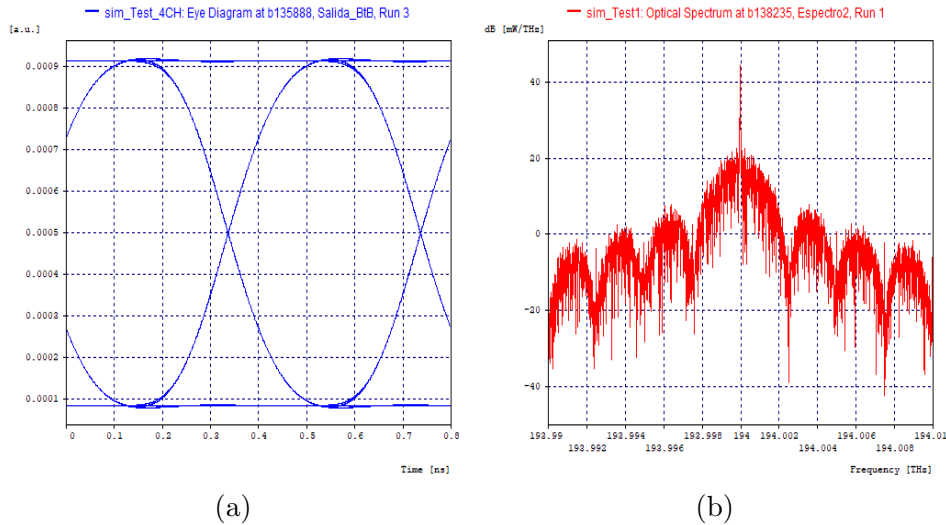 sim_Test_4CH: Eye Diagram at b135888, Salida_BtB, Run 3
[a.u.]
0.0009
0.0008
0.0007
0.0006
0.0005
0.0004
0.0003
0.0002
0.0001
0 0.1 0.2 0.3 0.4 0.5 0.6 0.7 0.8
Time [ns]
(a)
sim_Test1: Optical Spectrum at b138235, Espectro2, Run 1
dB [mW/THz]
40
20
0
-20
-40
193.99 193.994 193.998 194 194.002 194.006 194.01
193.992 193.996 194.004 194.008
Frequency [THz]
(b)